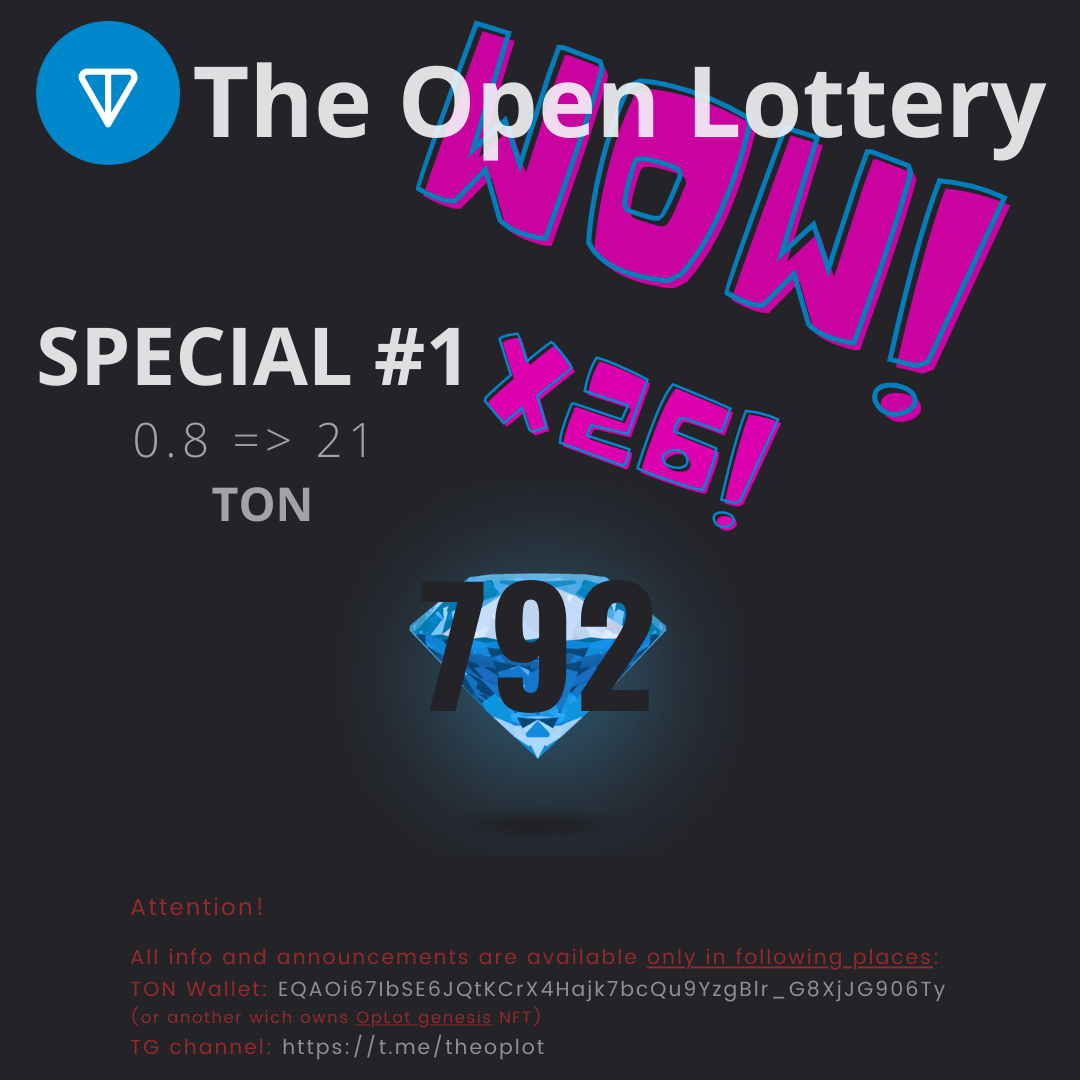 The Open Lottery
WOW!
SPECIAL #1
x26!
0.8 => 21
TON
792
Attention!
All info and announcements are available only in following places:
TON Wallet: EQAOi67IbSE6JQtKCrX4Hajk7bcQu9YzgBlr_G8XjJG906Ty
(or another wich owns OpLot genesis NFT)
TG channel: https://t.me/theoplot